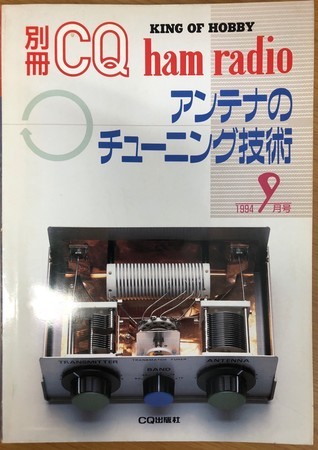 KING OF HOBBY
別冊 CQ ham radio
アンテナの
チューニング技術
1994 9月号
TRANSMITTER
BAND
ANTENNA
CQ出版社